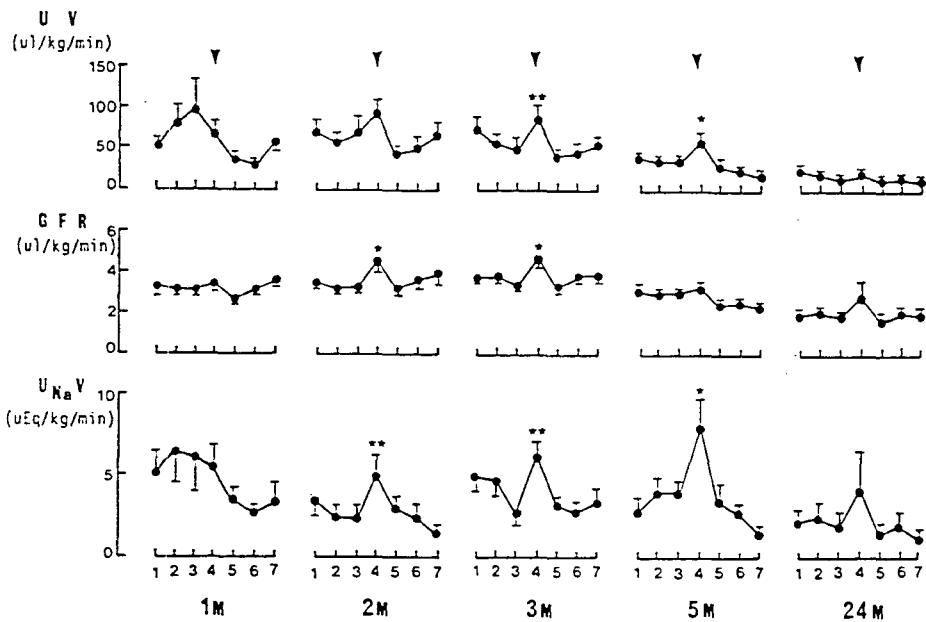 U V
(ul/kg/min)
150
100
50
0
** *
G F R
(ul/kg/min)
6
4
2
0
* *
UNaV
(uEq/kg/min)
10
5
0
** ** *
1 2 3 4 5 6 7 1 2 3 4 5 6 7 1 2 3 4 5 6 7 1 2 3 4 5 6 7 1 2 3 4 5 6 7
1M 2M 3M 5M 24M